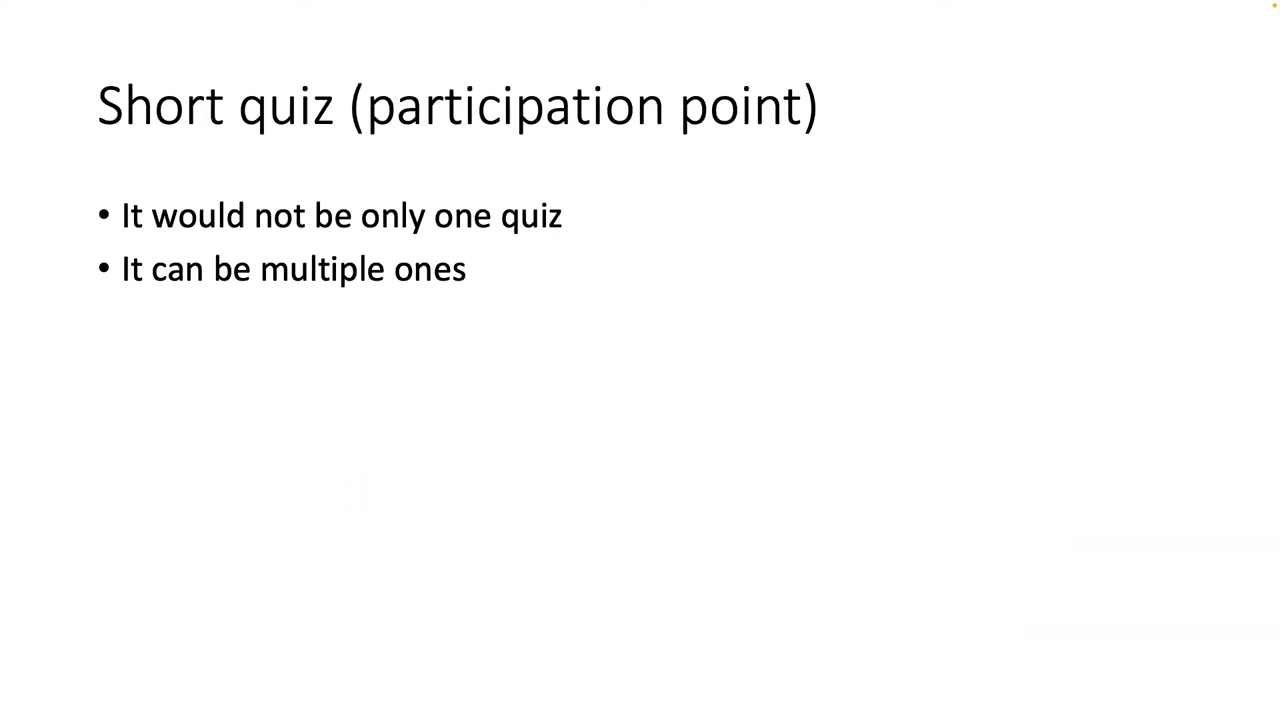 Short quiz (participation point)
• It would not be only one quiz
• It can be multiple ones